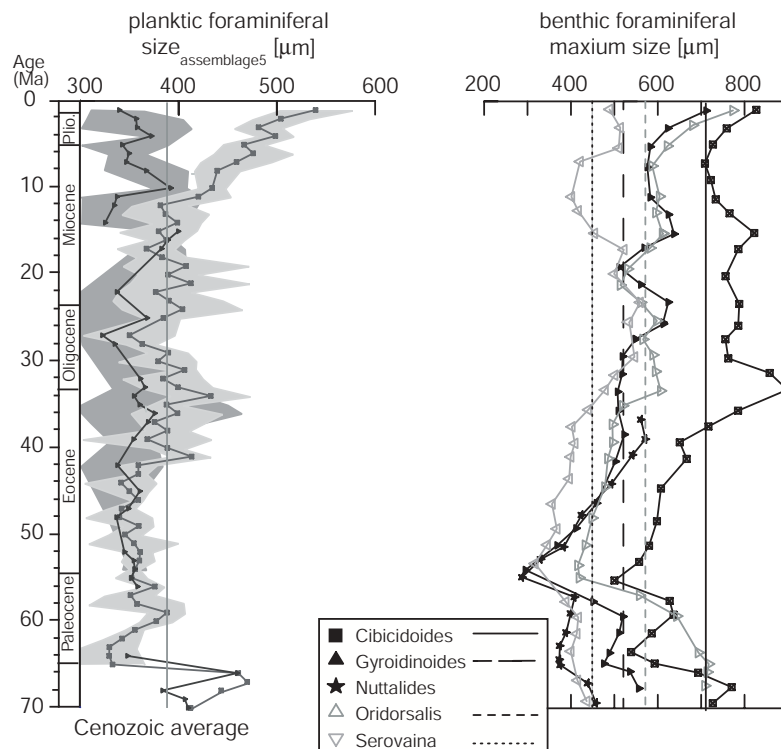 planktic foraminiferal
size assemblage5 [μm]
benthic foraminiferal
maxium size [μm]
Age
(Ma)
300 400 500 600
200 400 600 800
0
10
20
30
40
50
60
70
Plio.
Miocene
Oligocene
Eocene
Paleocene
Cenozoic average
Cibicidoides
Gyroidinoides
Nuttalides
Oridorsalis
Serovaina